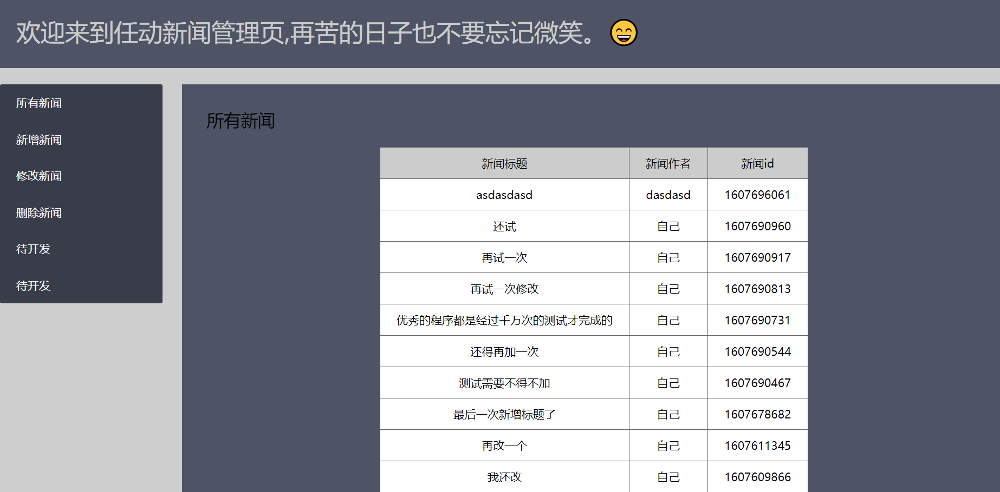 欢迎来到任动新闻管理页,再苦的日子也不要忘记微笑。 😄
所有新闻
新增新闻
修改新闻
删除新闻
待开发
待开发
所有新闻
新闻标题 新闻作者 新闻id
asdasdasd dasdasd 1607696061
还试 自己 1607690960
再试一次 自己 1607690917
再试一次修改 自己 1607690813
优秀的程序都是经过千万次的测试才完成的 自己 1607690731
还得再加一次 自己 1607690544
测试需要不得不加 自己 1607690467
最后一次新增标题了 自己 1607678682
再改一个 自己 1607611345
我还改 自己 1607609866